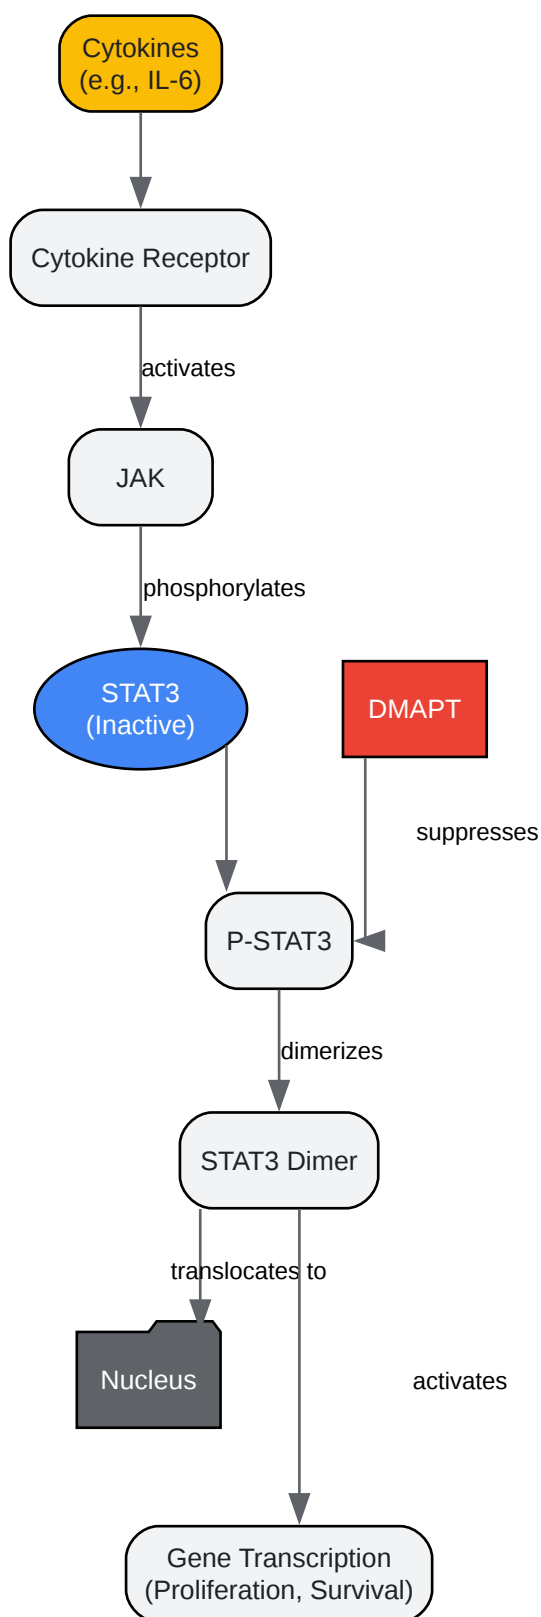 Cytokines
(e.g., IL-6)
Cytokine Receptor
activates
JAK
phosphorylates
STAT3
(Inactive)
DMAPT
suppresses
P-STAT3
dimerizes
STAT3 Dimer
translocates to
Nucleus
activates
Gene Transcription
(Proliferation, Survival)